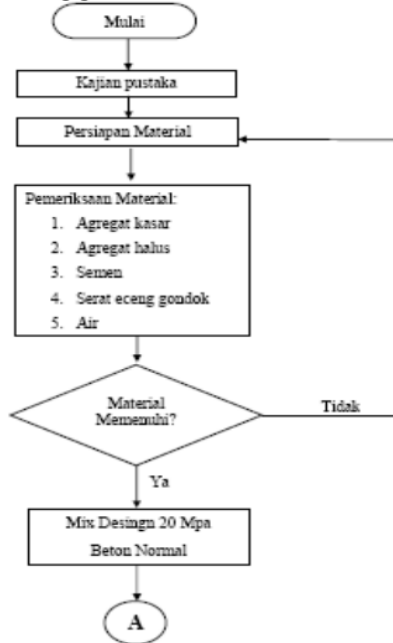 Mulai
Kajian pustaka
Persiapan Material
Pemeriksaan Material:
1. Agregat kasar
2. Agregat halus
3. Semen
4. Serat eceng gondok
5. Air
Material
Memenuhi?
Tidak
Ya
Mix Desingn 20 Mpa
Beton Normal
A